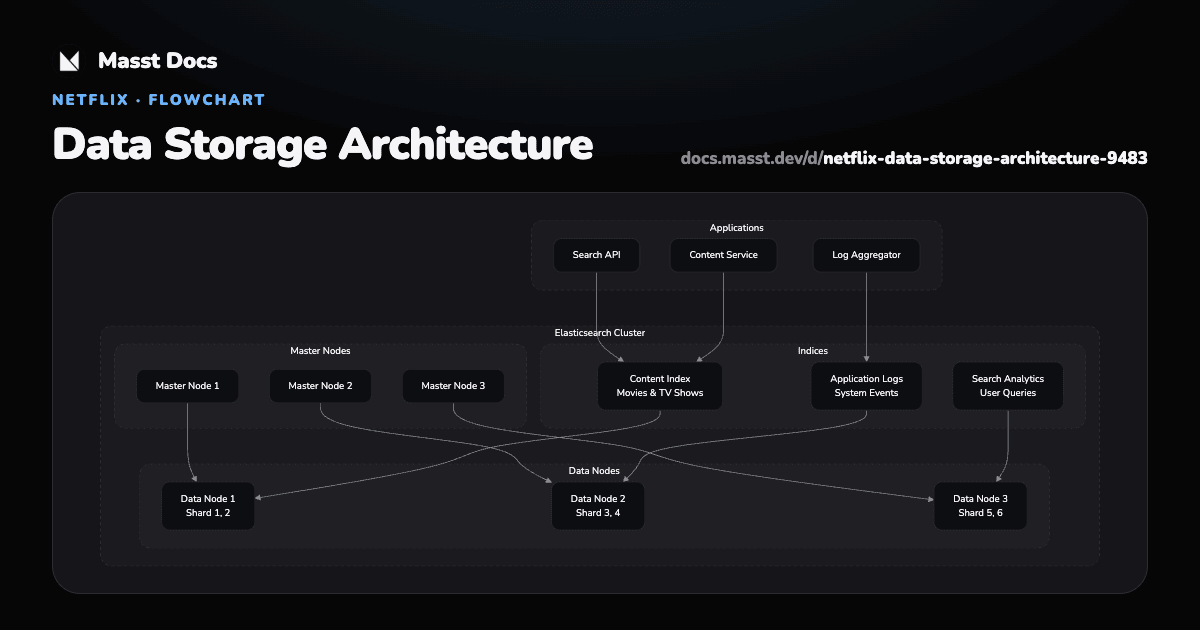 Masst Docs
NETFLIX · FLOWCHART
Data Storage Architecture
docs.masst.dev/d/netflix-data-storage-architecture-9483
Applications
Search API
Content Service
Log Aggregator
Elasticsearch Cluster
Master Nodes
Master Node 1
Master Node 2
Master Node 3
Indices
Content Index
Movies & TV Shows
Application Logs
System Events
Search Analytics
User Queries
Data Nodes
Data Node 1
Shard 1, 2
Data Node 2
Shard 3, 4
Data Node 3
Shard 5, 6